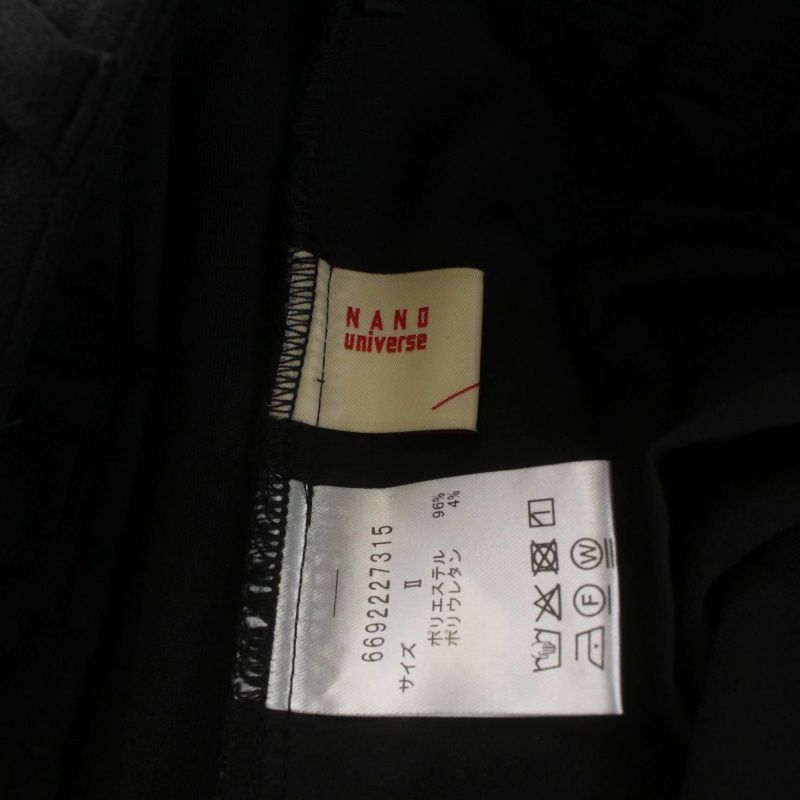 NANO
universe
6692227315
サイズ II
ポリエステル 96%
ポリウレタン 4%
F W